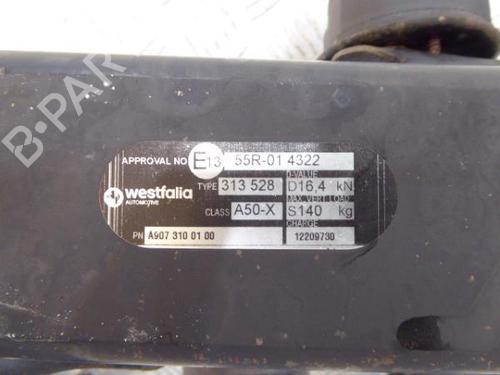 APPROVAL NO E13 55R-01 4322
D-VALUE
TYPE 313 528 D16,4 kN
westfalia
AUTOMOTIVE
MAX VERT LOAD
CLASS A50-X S140 kg
CHARGE
PN A907 310 01 00 12209730
B-PARTS